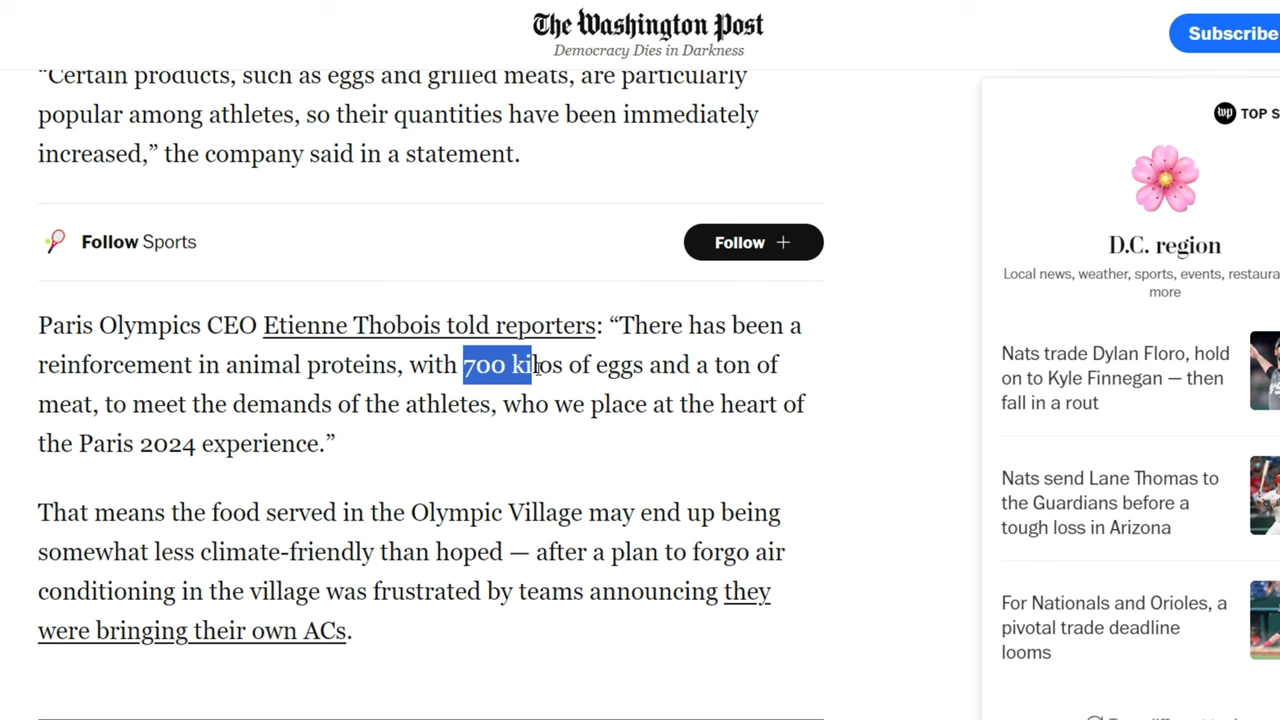 The Washington Post
Democracy Dies in Darkness
Subscribe
“Certain products, such as eggs and grilled meats, are particularly
popular among athletes, so their quantities have been immediately
increased,” the company said in a statement.
Follow Sports
Follow +
Paris Olympics CEO Etienne Thobois told reporters: “There has been a
reinforcement in animal proteins, with 700 kilos of eggs and a ton of
meat, to meet the demands of the athletes, who we place at the heart of
the Paris 2024 experience.”
That means the food served in the Olympic Village may end up being
somewhat less climate-friendly than hoped — after a plan to forgo air
conditioning in the village was frustrated by teams announcing they
were bringing their own ACs.
wp TOP S
D.C. region
Local news, weather, sports, events, restaura
more
Nats trade Dylan Floro, hold
on to Kyle Finnegan — then
fall in a rout
Nats send Lane Thomas to
the Guardians before a
tough loss in Arizona
For Nationals and Orioles, a
pivotal trade deadline
looms